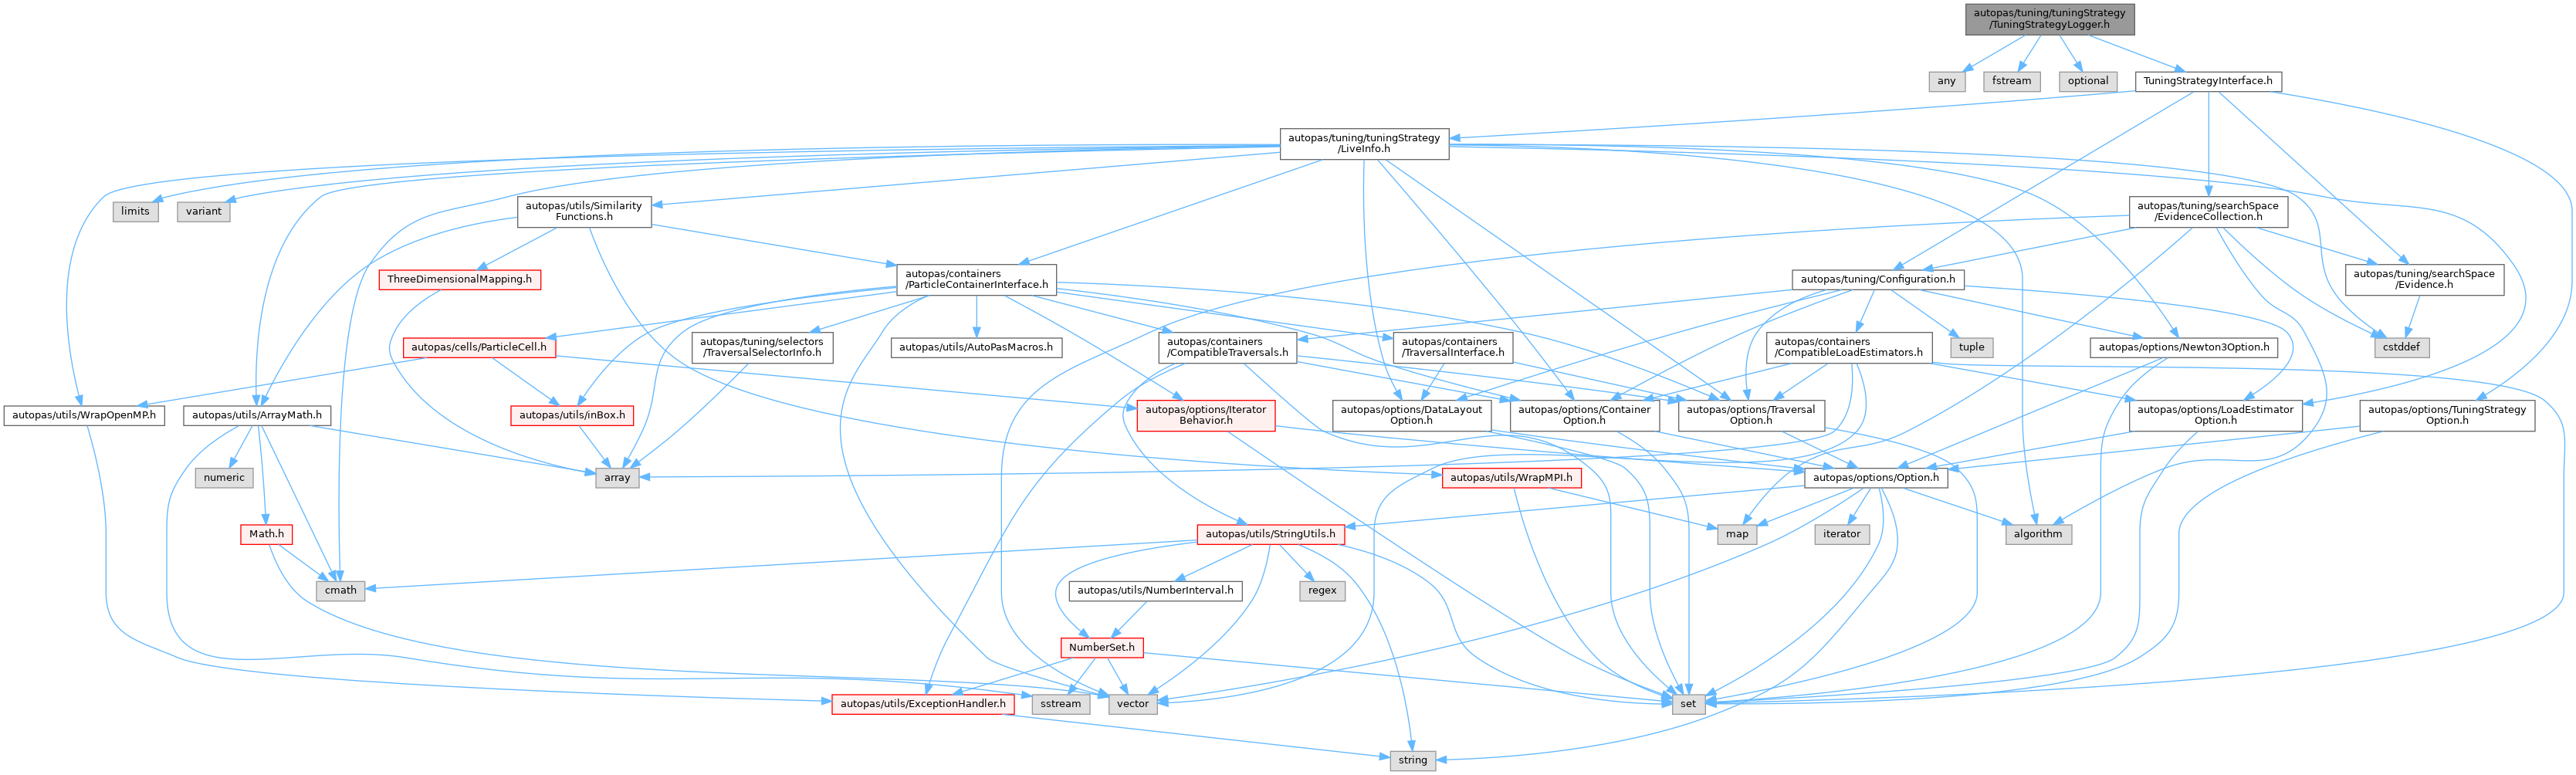 autopas/tuning/tuningStrategy
/TuningStrategyLogger.h
any
fstream
optional
TuningStrategyInterface.h
autopas/tuning/tuningStrategy
/LiveInfo.h
limits
variant
autopas/utils/Similarity
Functions.h
autopas/tuning/searchSpace
/EvidenceCollection.h
ThreeDimensionalMapping.h
autopas/containers
/ParticleContainerInterface.h
autopas/tuning/Configuration.h
autopas/tuning/searchSpace
/Evidence.h
autopas/cells/ParticleCell.h
autopas/tuning/selectors
/TraversalSelectorInfo.h
autopas/utils/AutoPasMacros.h
autopas/containers
/CompatibleTraversals.h
autopas/containers
/TraversalInterface.h
autopas/containers
/CompatibleLoadEstimators.h
tuple
autopas/options/Newton3Option.h
cstddef
autopas/utils/WrapOpenMP.h
autopas/utils/ArrayMath.h
autopas/utils/inBox.h
autopas/options/Iterator
Behavior.h
autopas/options/DataLayout
Option.h
autopas/options/Container
Option.h
autopas/options/Traversal
Option.h
autopas/options/LoadEstimator
Option.h
autopas/options/TuningStrategy
Option.h
numeric
array
autopas/utils/WrapMPI.h
autopas/options/Option.h
Math.h
autopas/utils/StringUtils.h
map
iterator
algorithm
cmath
autopas/utils/NumberInterval.h
regex
NumberSet.h
autopas/utils/ExceptionHandler.h
sstream
vector
set
string